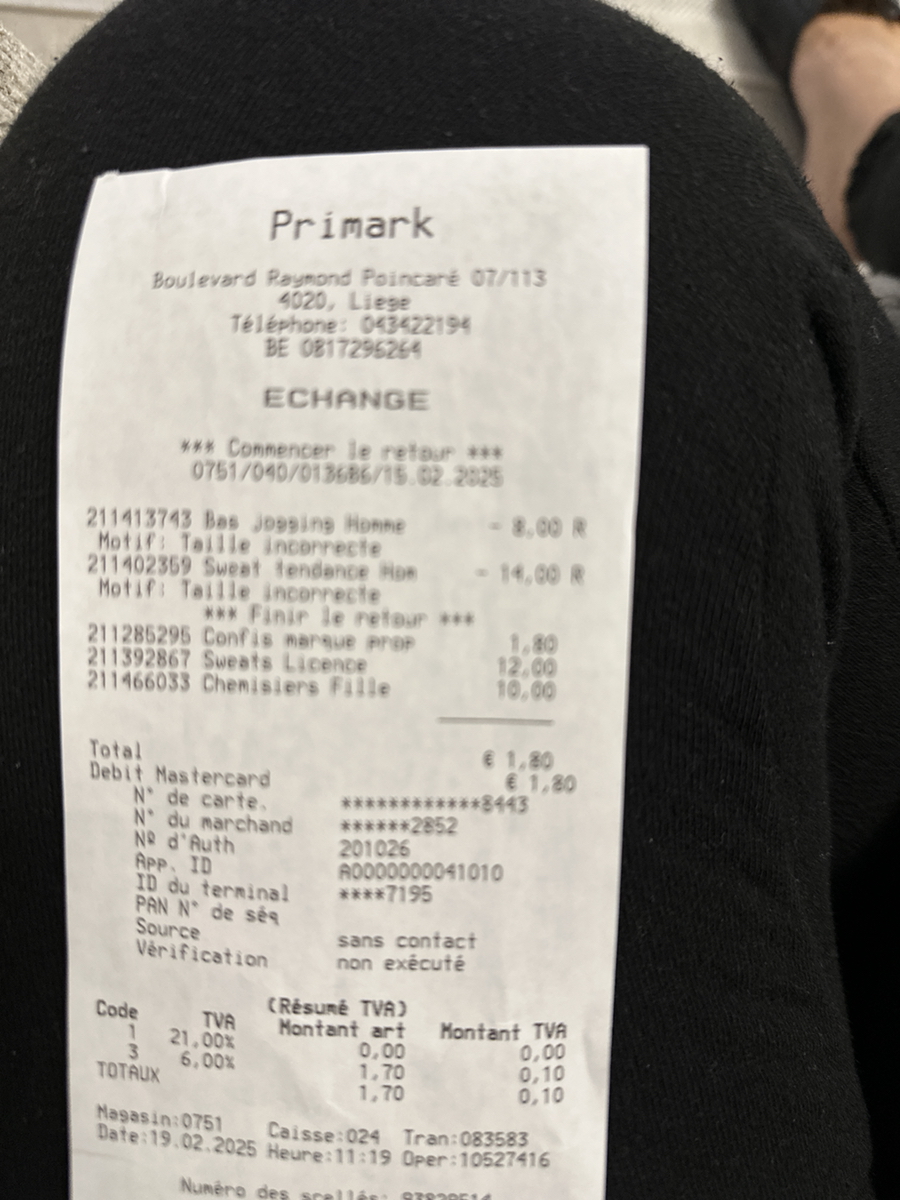 Primark
Boulevard Raymond Poincaré 07/113
4020, Liege
Téléphone: 043422194
BE 0817296264
ECHANGE
*** Commencer le retour ***
0751/040/013686/15.02.2025
211413743 Bas Jogging Homme - 8,00 R
Motif: Taille incorrecte
211402359 Sweat tendance Hom - 14,00 R
Motif: Taille incorrecte
*** Finir le retour ***
211285295 Confis marque prop 1,80
211392867 Sweats Licence 12,00
211466033 Chemisiers Fille 10,00
Total € 1,80
Debit Mastercard € 1,80
N° de carte. ************8443
N° du marchand ******2852
Nº d'Auth 201026
App. ID A0000000041010
ID du terminal ****7195
PAN N° de séq
Source sans contact
Vérification non exécuté
(Résumé TVA)
Code TVA Montant art Montant TVA
1 21,00% 0,00 0,00
3 6,00% 1,70 0,10
TOTAUX 1,70 0,10
Magasin:0751 Caisse:024 Tran:083583
Date:19.02.2025 Heure:11:19 Oper:10527416
Numéro des scellés: